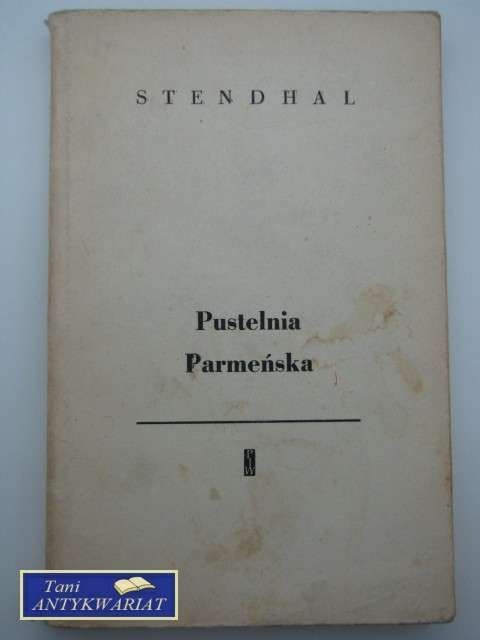 STENDHAL
Pustelnia
Parmeńska
PIW
Tani
ANTYKWARIAT